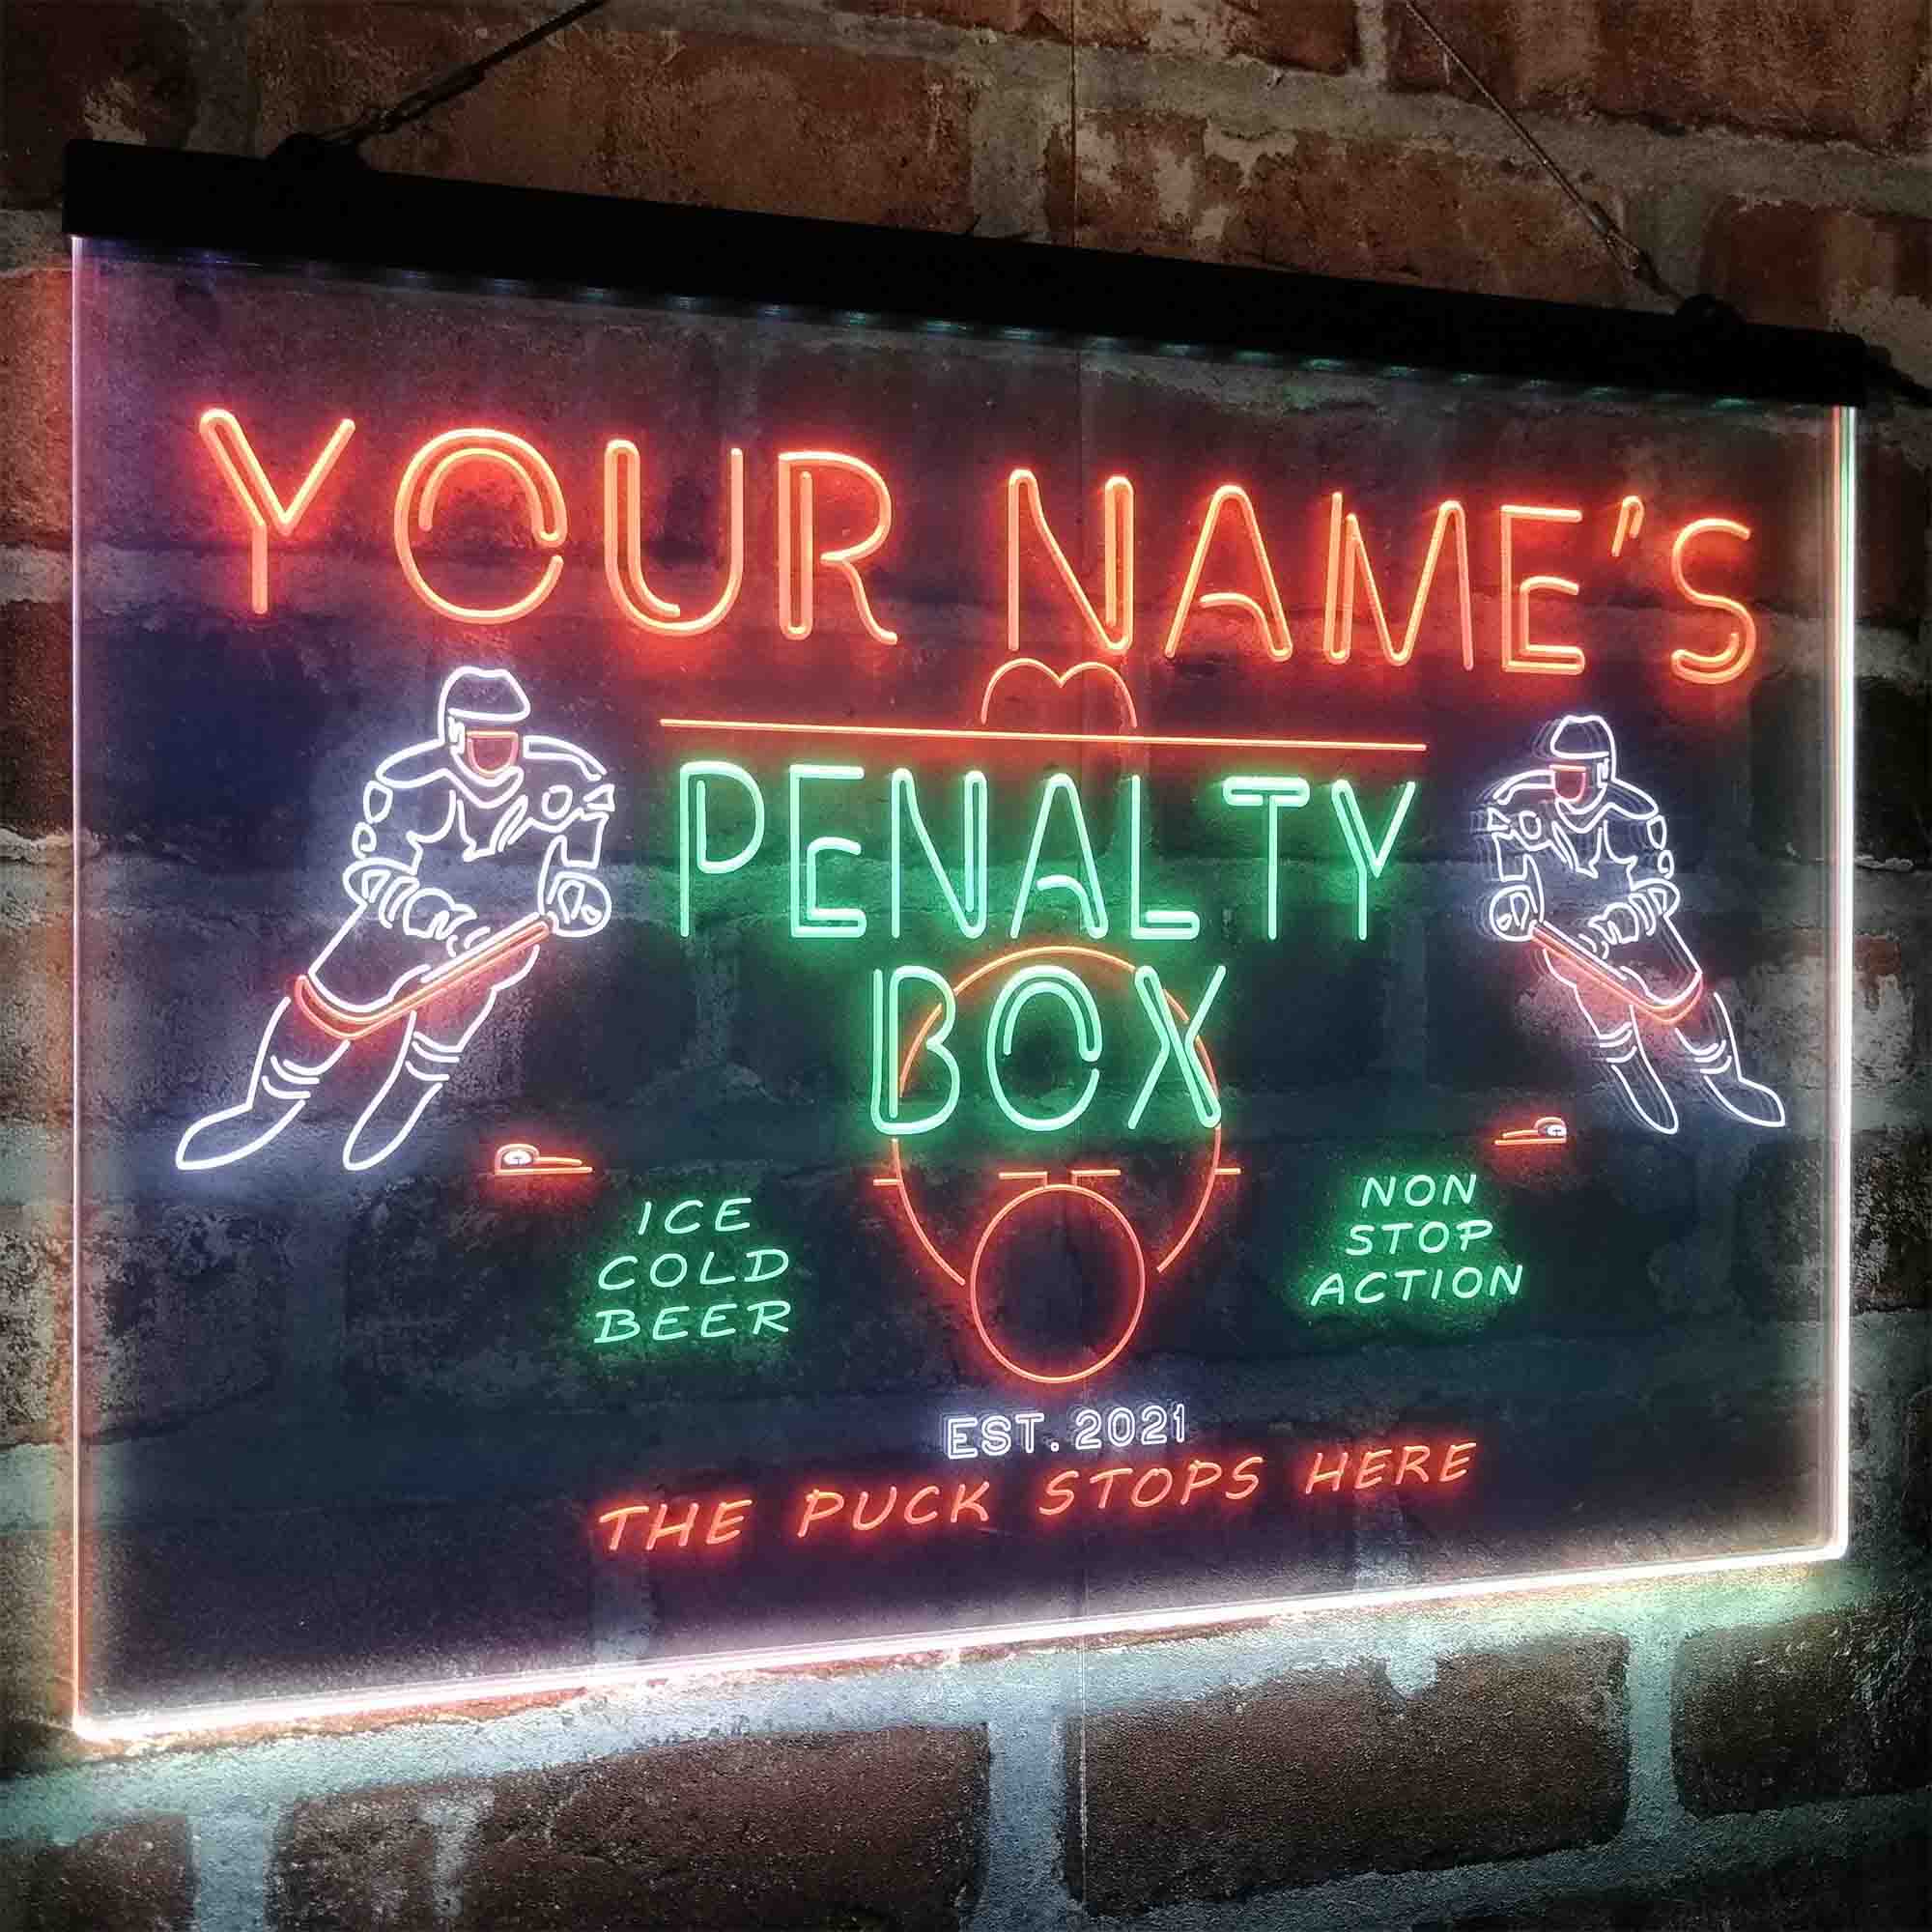 YOUR NAME'S
PENALTY
BOX
ICE
COLD
BEER
NON
STOP
ACTION
EST. 2021
THE PUCK STOPS HERE